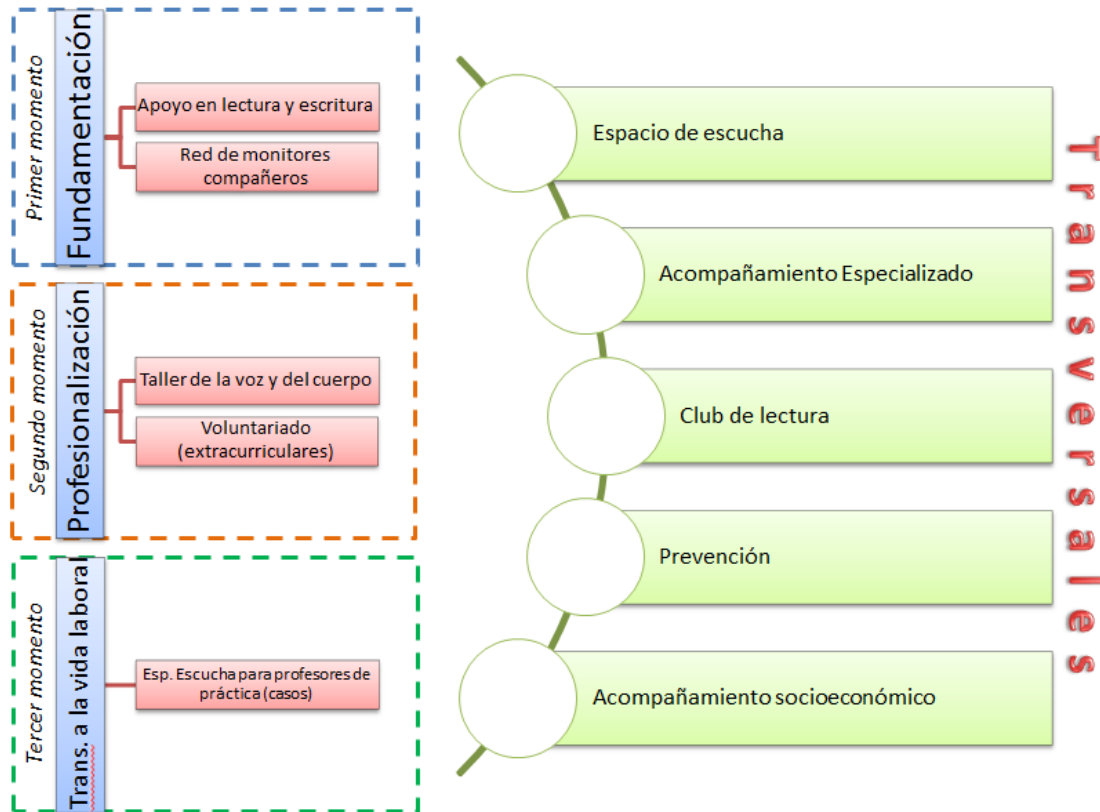 Primer momento
Fundamentación
Apoyo en lectura y escritura
Red de monitores
compañeros
Segundo momento
Profesionalización
Taller de la voz y del cuerpo
Voluntariado
(extracurriculares)
Tercer momento
Trans. a la vida laboral
Esp. Escucha para profesores de
práctica (casos)
Espacio de escucha
Acompañamiento Especializado
Club de lectura
Prevención
Acompañamiento socioeconómico
Transversales